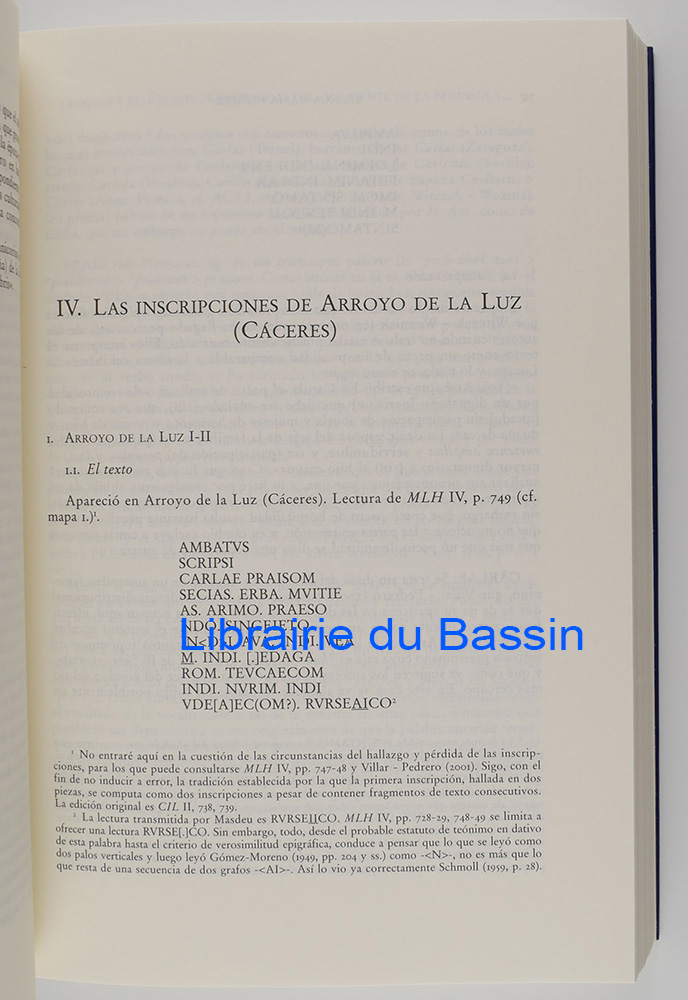 IV. Las inscripciones de Arroyo de la Luz
(Cáceres)
1. Arroyo de la Luz I-II
1.1. El texto
Apareció en Arroyo de la Luz (Cáceres). Lectura de MLH IV, p. 749 (cf.
mapa 1.)¹.
AMBATVS
SCRIPSI
CARLAE PRAISOM
SECIAS. ERBA. MVITIE
AS. ARIMO. PRAESO
NDO. SINGEIETO
AVA. INDI. VEA
M. INDI. [.]EDAGA
ROM. TEVCAECOM
INDI. NVRIM. INDI
VDE[A]EC(OM?). RVRSEAICO²
Librairie du Bassin
¹ No entraré aquí en la cuestión de las circunstancias del hallazgo y pérdida de las inscrip-
ciones, para los que puede consultarse MLH IV, pp. 747-48 y Villar - Pedrero (2001). Sigo, con el
fin de no inducir a error, la tradición establecida por la que la primera inscripción, hallada en dos
piezas, se computa como dos inscripciones a pesar de contener fragmentos de texto consecutivos.
La edición original es CIL II, 738, 739.
² La lectura transmitida por Masdeu es RVRSEIICO. MLH IV, pp. 728-29, 748-49 se limita a
ofrecer una lectura RVRSE[.]CO. Sin embargo, todo, desde el probable estatuto de teónimo en dativo
de esta palabra hasta el criterio de verosimilitud epigráfica, conduce a pensar que lo que se leyó como
dos palos verticales y luego leyó Gómez-Moreno (1949, pp. 204 y ss.) como -<N>-, no es más que lo
que resta de una secuencia de dos grafos -<AI>-. Así lo vio ya correctamente Schmoll (1959, p. 28).